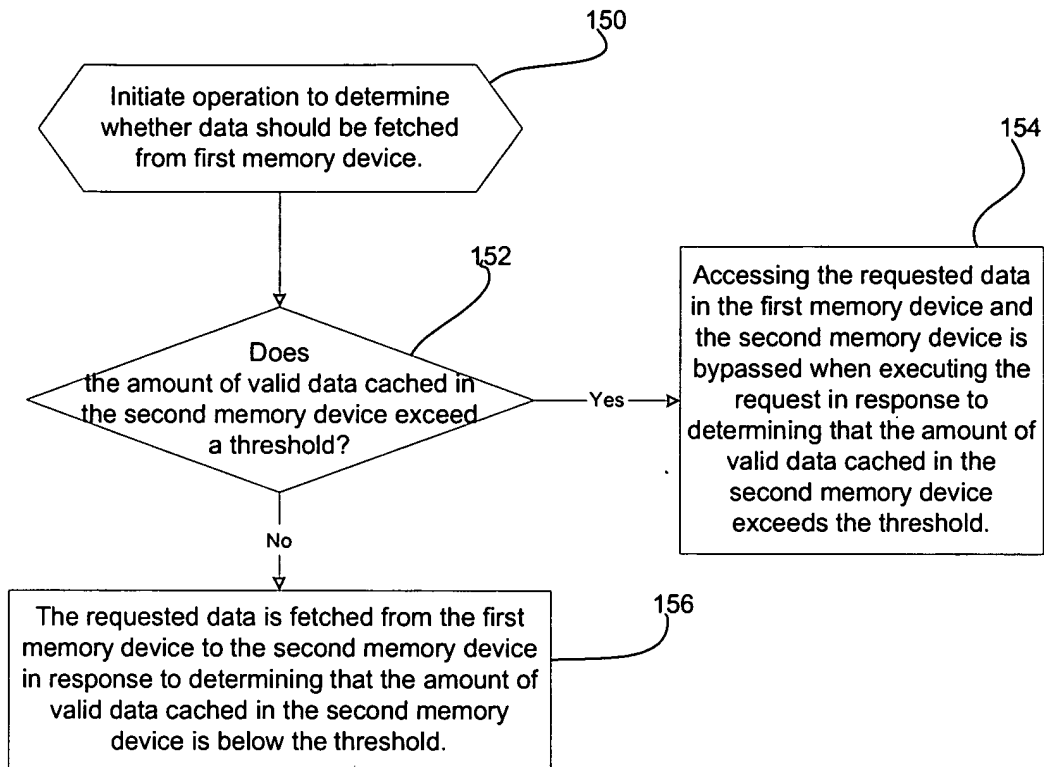 150
Initiate operation to determine
whether data should be fetched
from first memory device.
154
152
Does
the amount of valid data cached in
the second memory device exceed
a threshold?
Yes
Accessing the requested data
in the first memory device and
the second memory device is
bypassed when executing the
request in response to
determining that the amount of
valid data cached in the
second memory device
exceeds the threshold.
No
156
The requested data is fetched from the first
memory device to the second memory device
in response to determining that the amount of
valid data cached in the second memory
device is below the threshold.